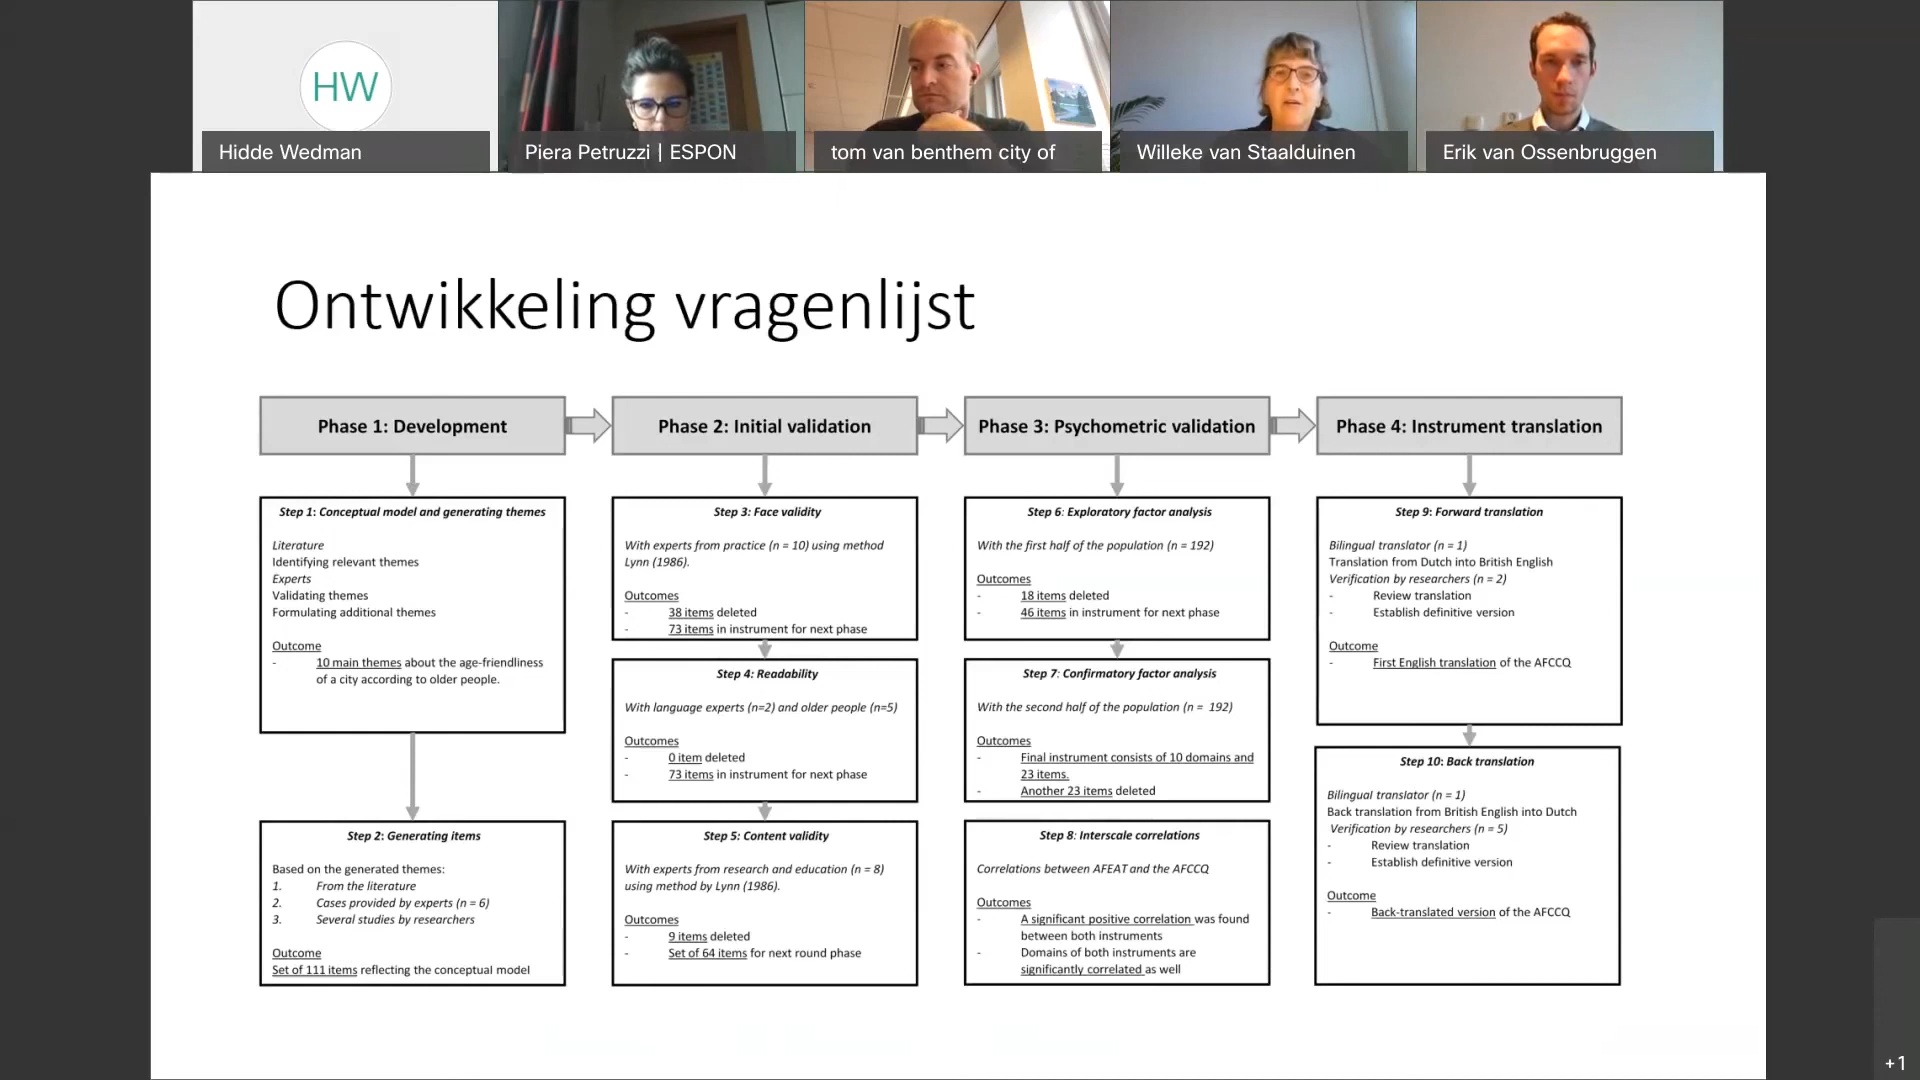 HW
Hidde Wedman
Piera Petruzzi | ESPON
tom van benthem city of
Willeke van Staalduinen
Erik van Ossenbruggen
Ontwikkeling vragenlijst
Phase 1: Development
Step 1: Conceptual model and generating themes
Literature
Identifying relevant themes
Experts
Validating themes
Formulating additional themes
Outcome
- 10 main themes about the age-friendliness
of a city according to older people.
Step 2: Generating items
Based on the generated themes:
1. From the literature
2. Cases provided by experts (n = 6)
3. Several studies by researchers
Outcome
Set of 111 items reflecting the conceptual model
Phase 2: Initial validation
Step 3: Face validity
With experts from practice (n = 10) using method
Lynn (1986).
Outcomes
- 38 items deleted
- 73 items in instrument for next phase
Step 4: Readability
With language experts (n=2) and older people (n=5)
Outcomes
- 0 item deleted
- 73 items in instrument for next phase
Step 5: Content validity
With experts from research and education (n = 8)
using method by Lynn (1986).
Outcomes
- 9 items deleted
- Set of 64 items for next round phase
Phase 3: Psychometric validation
Step 6: Exploratory factor analysis
With the first half of the population (n = 192)
Outcomes
- 18 items deleted
- 46 items in instrument for next phase
Step 7: Confirmatory factor analysis
With the second half of the population (n = 192)
Outcomes
- Final instrument consists of 10 domains and
23 items.
- Another 23 items deleted
Step 8: Interscale correlations
Correlations between AFEAT and the AFCCQ
Outcomes
- A significant positive correlation was found
between both instruments
- Domains of both instruments are
significantly correlated as well
Phase 4: Instrument translation
Step 9: Forward translation
Bilingual translator (n = 1)
Translation from Dutch into British English
Verification by researchers (n = 2)
- Review translation
- Establish definitive version
Outcome
- First English translation of the AFCCQ
Step 10: Back translation
Bilingual translator (n = 1)
Back translation from British English into Dutch
Verification by researchers (n = 5)
- Review translation
- Establish definitive version
Outcome
- Back-translated version of the AFCCQ
+1